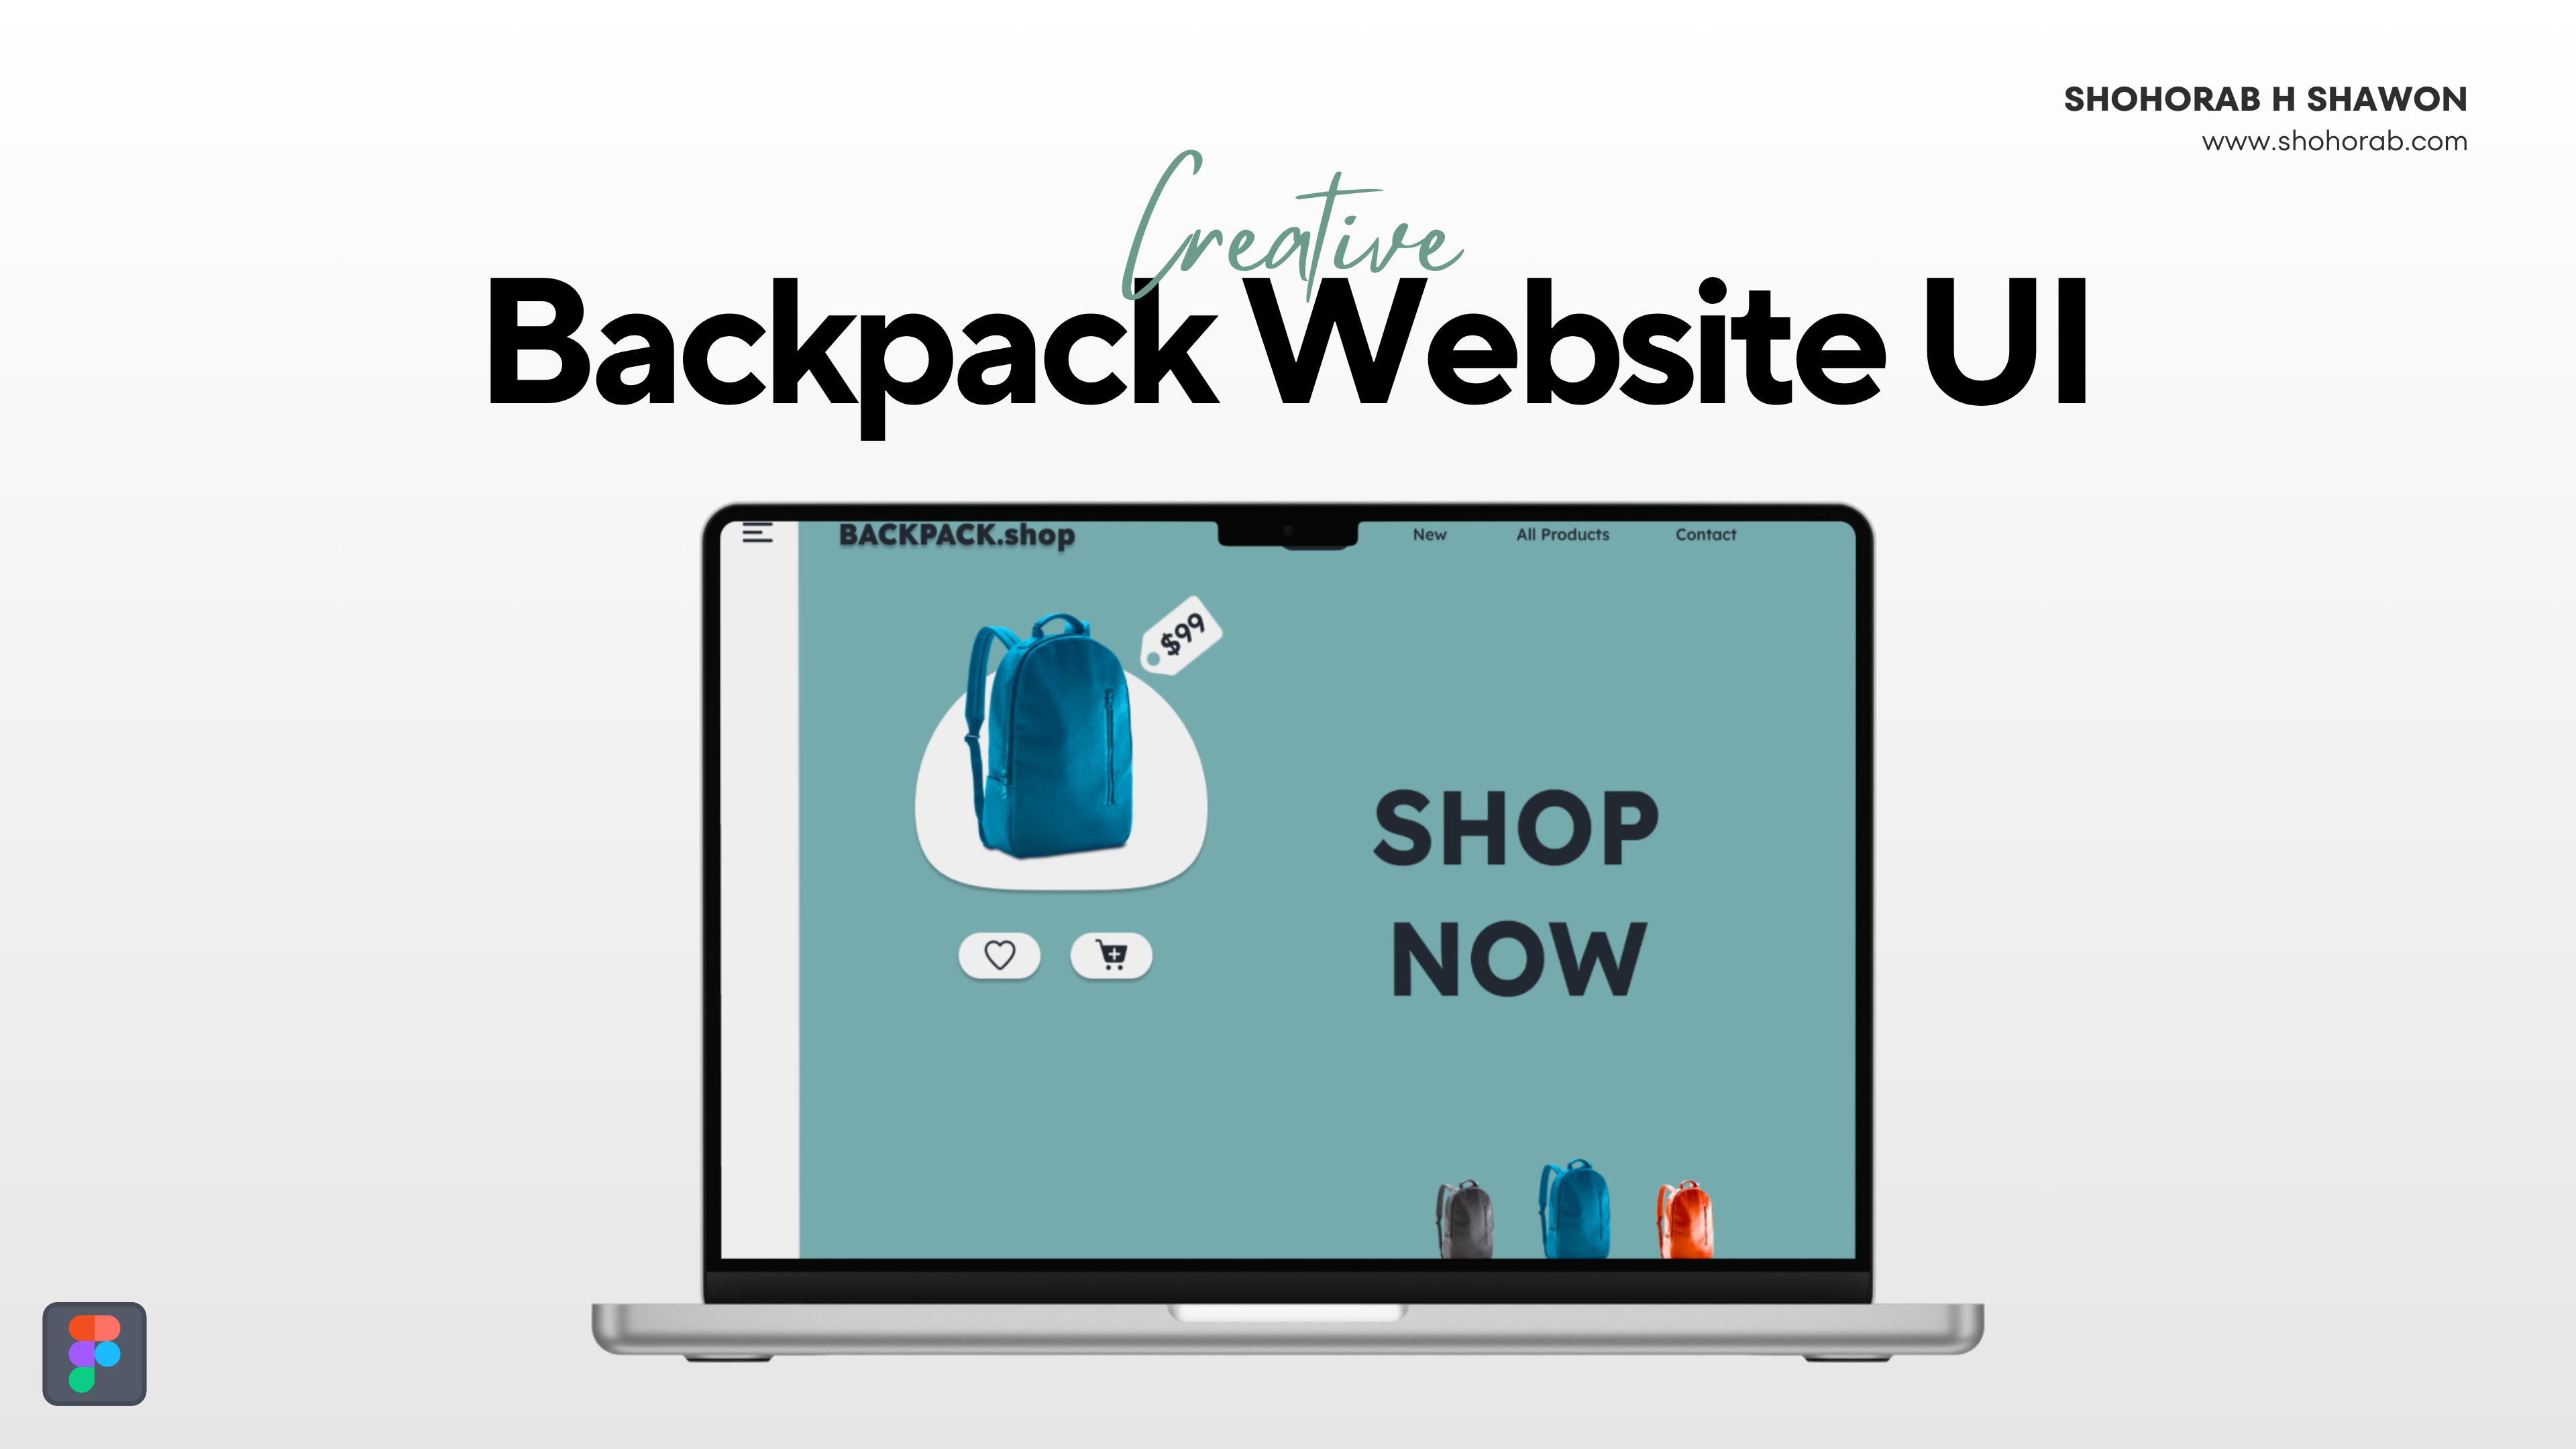 SHOHORAB H SHAWON
www.shohorab.com
Creative
Backpack Website UI
BACKPACK.shop
New
All Products
Contact
$99
SHOP
NOW